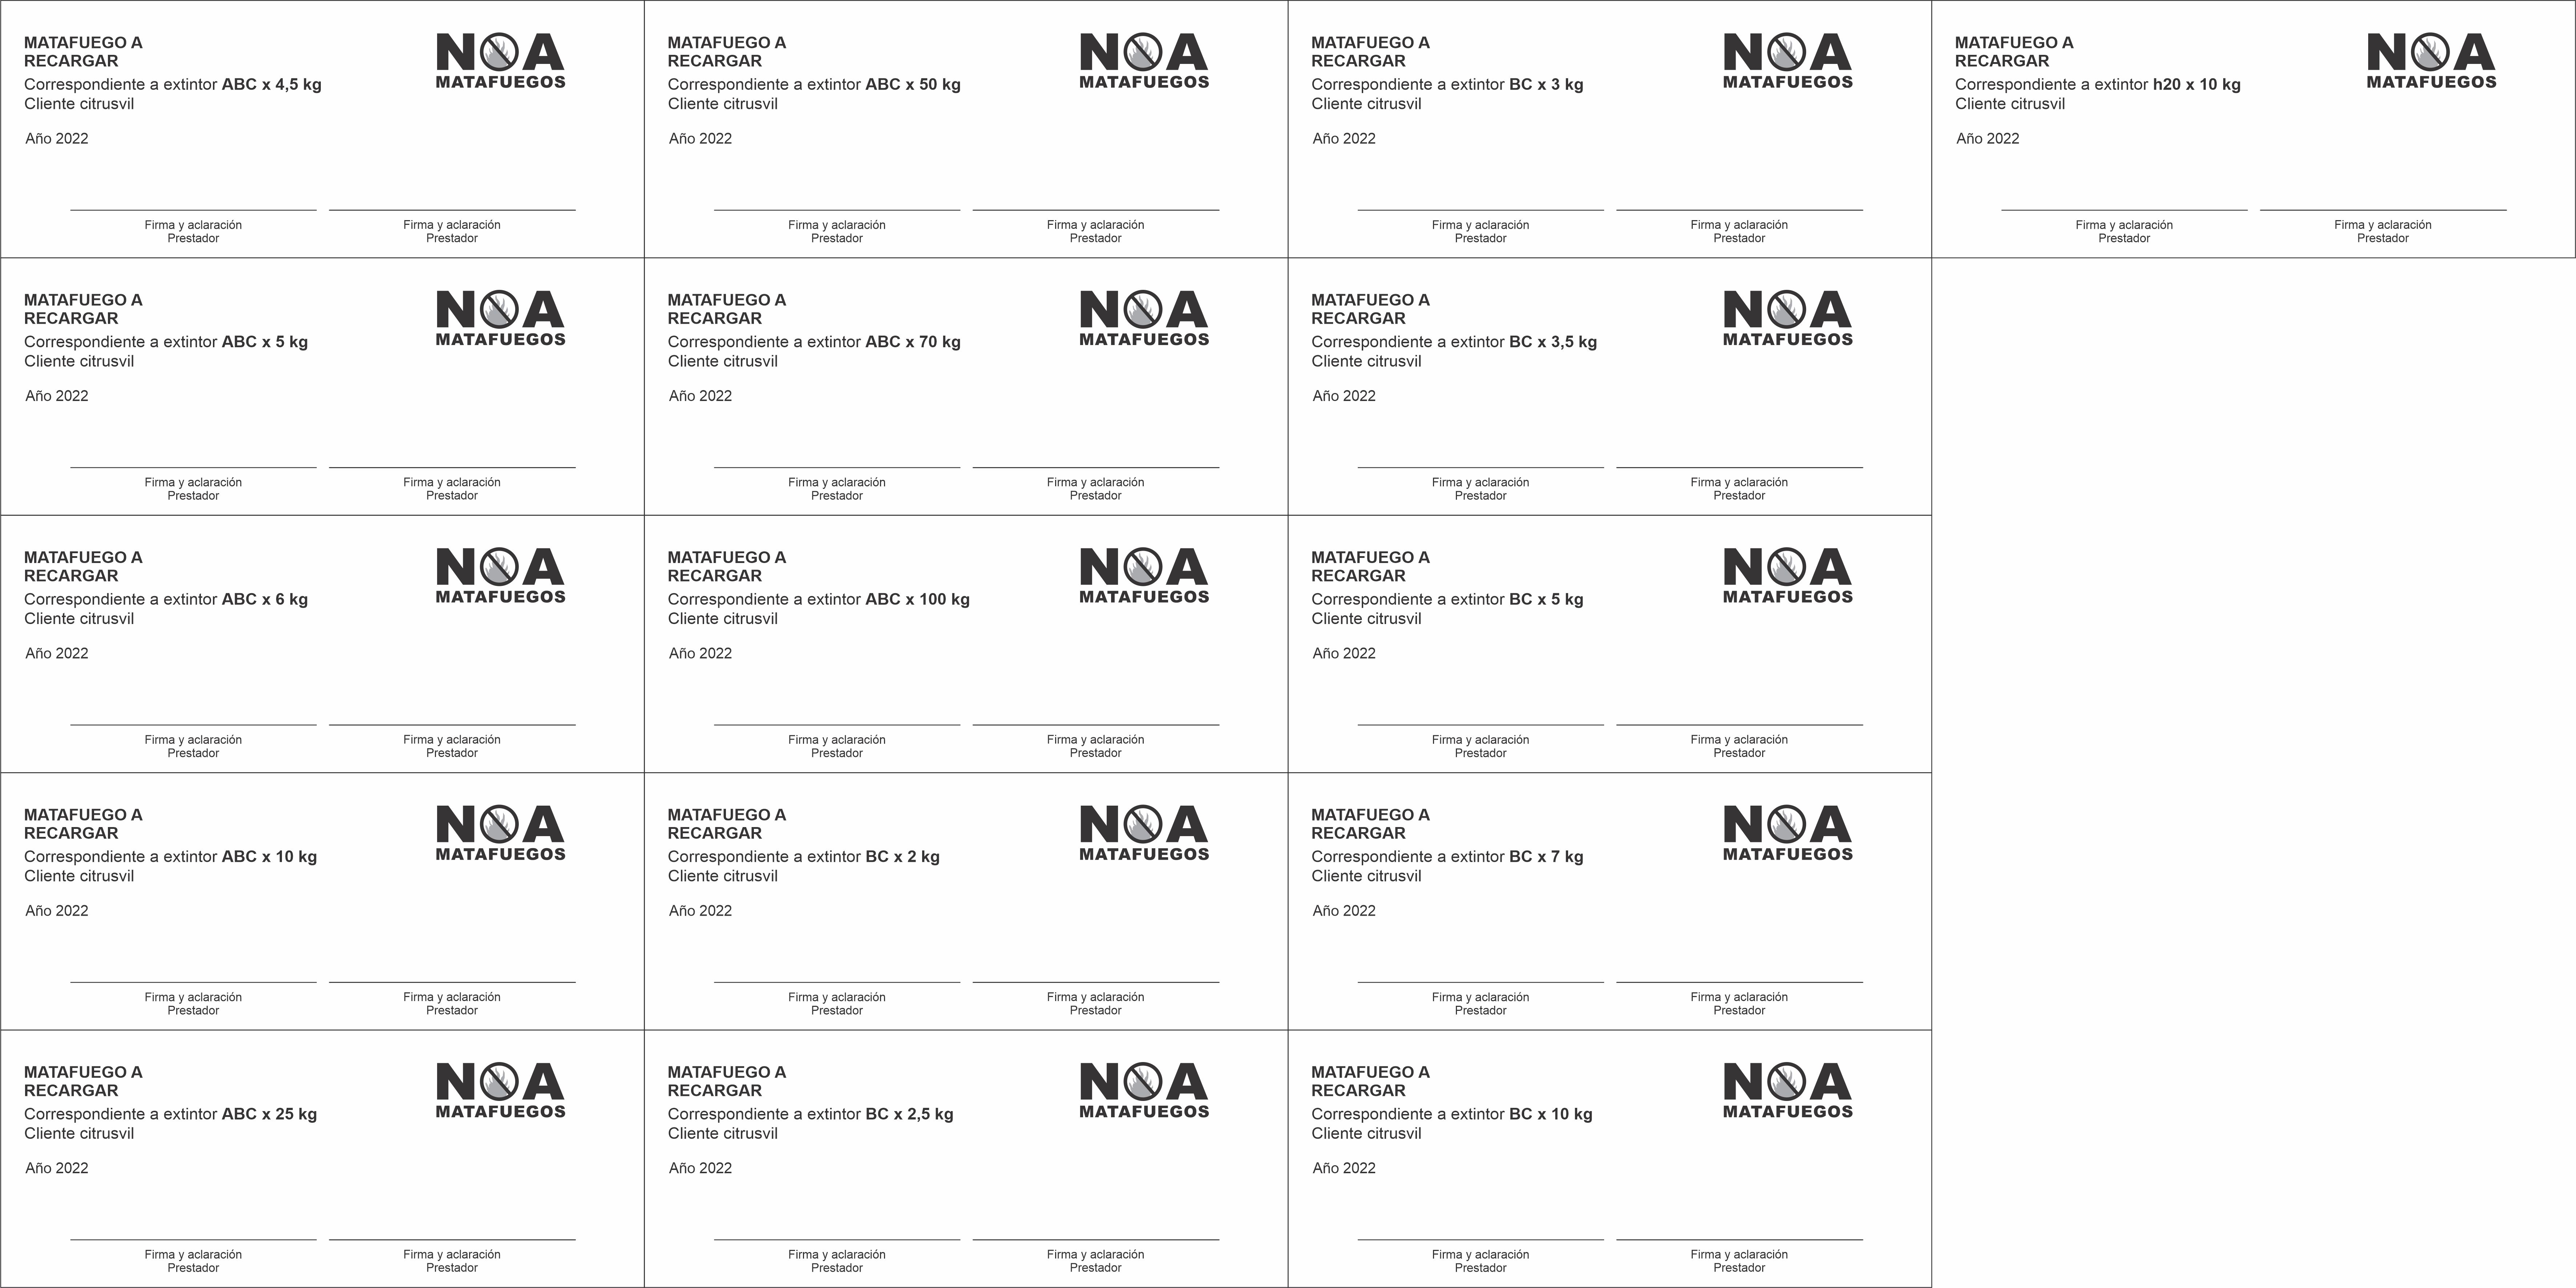 MATAFUEGO A
RECARGAR
Correspondiente a extintor ABC x 4,5 kg
Cliente citrusvil
Año 2022
NOA
MATAFUEGOS
Firma y aclaración
Prestador
Firma y aclaración
Prestador
MATAFUEGO A
RECARGAR
Correspondiente a extintor ABC x 50 kg
Cliente citrusvil
Año 2022
NOA
MATAFUEGOS
Firma y aclaración
Prestador
Firma y aclaración
Prestador
MATAFUEGO A
RECARGAR
Correspondiente a extintor BC x 3 kg
Cliente citrusvil
Año 2022
NOA
MATAFUEGOS
Firma y aclaración
Prestador
Firma y aclaración
Prestador
MATAFUEGO A
RECARGAR
Correspondiente a extintor h20 x 10 kg
Cliente citrusvil
Año 2022
NOA
MATAFUEGOS
Firma y aclaración
Prestador
Firma y aclaración
Prestador
MATAFUEGO A
RECARGAR
Correspondiente a extintor ABC x 5 kg
Cliente citrusvil
Año 2022
NOA
MATAFUEGOS
Firma y aclaración
Prestador
Firma y aclaración
Prestador
MATAFUEGO A
RECARGAR
Correspondiente a extintor ABC x 70 kg
Cliente citrusvil
Año 2022
NOA
MATAFUEGOS
Firma y aclaración
Prestador
Firma y aclaración
Prestador
MATAFUEGO A
RECARGAR
Correspondiente a extintor BC x 3,5 kg
Cliente citrusvil
Año 2022
NOA
MATAFUEGOS
Firma y aclaración
Prestador
Firma y aclaración
Prestador
MATAFUEGO A
RECARGAR
Correspondiente a extintor ABC x 6 kg
Cliente citrusvil
Año 2022
NOA
MATAFUEGOS
Firma y aclaración
Prestador
Firma y aclaración
Prestador
MATAFUEGO A
RECARGAR
Correspondiente a extintor ABC x 100 kg
Cliente citrusvil
Año 2022
NOA
MATAFUEGOS
Firma y aclaración
Prestador
Firma y aclaración
Prestador
MATAFUEGO A
RECARGAR
Correspondiente a extintor BC x 5 kg
Cliente citrusvil
Año 2022
NOA
MATAFUEGOS
Firma y aclaración
Prestador
Firma y aclaración
Prestador
MATAFUEGO A
RECARGAR
Correspondiente a extintor ABC x 10 kg
Cliente citrusvil
Año 2022
NOA
MATAFUEGOS
Firma y aclaración
Prestador
Firma y aclaración
Prestador
MATAFUEGO A
RECARGAR
Correspondiente a extintor BC x 2 kg
Cliente citrusvil
Año 2022
NOA
MATAFUEGOS
Firma y aclaración
Prestador
Firma y aclaración
Prestador
MATAFUEGO A
RECARGAR
Correspondiente a extintor BC x 7 kg
Cliente citrusvil
Año 2022
NOA
MATAFUEGOS
Firma y aclaración
Prestador
Firma y aclaración
Prestador
MATAFUEGO A
RECARGAR
Correspondiente a extintor ABC x 25 kg
Cliente citrusvil
Año 2022
NOA
MATAFUEGOS
Firma y aclaración
Prestador
Firma y aclaración
Prestador
MATAFUEGO A
RECARGAR
Correspondiente a extintor BC x 2,5 kg
Cliente citrusvil
Año 2022
NOA
MATAFUEGOS
Firma y aclaración
Prestador
Firma y aclaración
Prestador
MATAFUEGO A
RECARGAR
Correspondiente a extintor BC x 10 kg
Cliente citrusvil
Año 2022
NOA
MATAFUEGOS
Firma y aclaración
Prestador
Firma y aclaración
Prestador